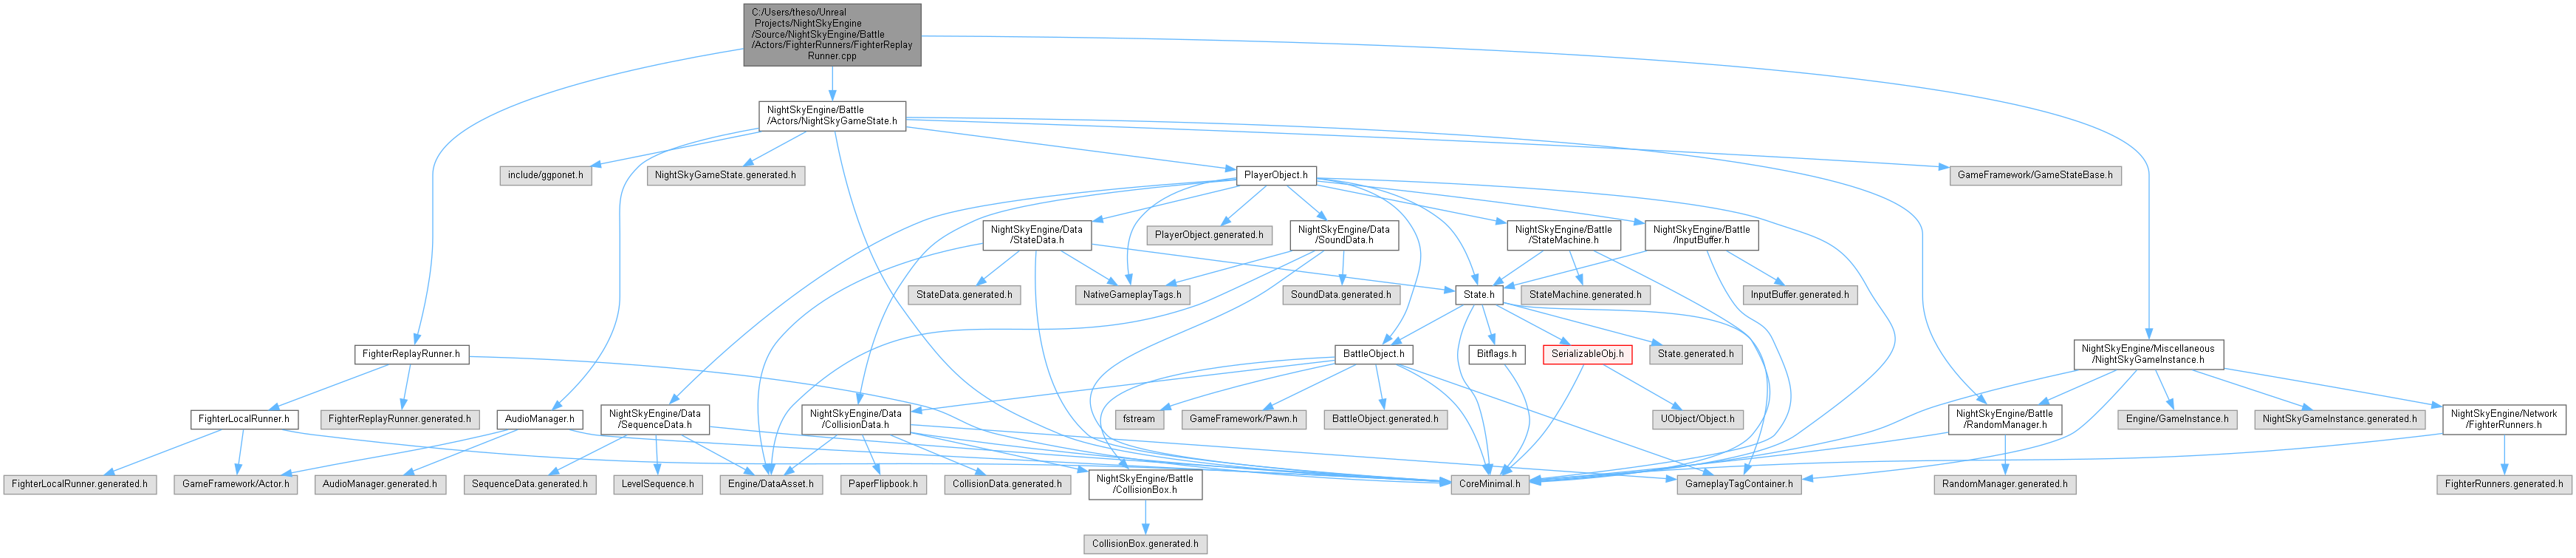 C:/Users/theso/Unreal
Projects/NightSkyEngine
/Source/NightSkyEngine/Battle
/Actors/FighterRunners/FighterReplay
Runner.cpp
NightSkyEngine/Battle
/Actors/NightSkyGameState.h
include/ggponet.h
NightSkyGameState.generated.h
PlayerObject.h
GameFramework/GameStateBase.h
NightSkyEngine/Data
/StateData.h
PlayerObject.generated.h
NightSkyEngine/Data
/SoundData.h
NightSkyEngine/Battle
/StateMachine.h
NightSkyEngine/Battle
/InputBuffer.h
StateData.generated.h
NativeGameplayTags.h
SoundData.generated.h
State.h
StateMachine.generated.h
InputBuffer.generated.h
FighterReplayRunner.h
BattleObject.h
Bitflags.h
SerializableObj.h
State.generated.h
NightSkyEngine/Miscellaneous
/NightSkyGameInstance.h
FighterLocalRunner.h
FighterReplayRunner.generated.h
AudioManager.h
NightSkyEngine/Data
/SequenceData.h
NightSkyEngine/Data
/CollisionData.h
fstream
GameFramework/Pawn.h
BattleObject.generated.h
UObject/Object.h
NightSkyEngine/Battle
/RandomManager.h
Engine/GameInstance.h
NightSkyGameInstance.generated.h
NightSkyEngine/Network
/FighterRunners.h
FighterLocalRunner.generated.h
GameFramework/Actor.h
AudioManager.generated.h
SequenceData.generated.h
LevelSequence.h
Engine/DataAsset.h
PaperFlipbook.h
CollisionData.generated.h
NightSkyEngine/Battle
/CollisionBox.h
CoreMinimal.h
GameplayTagContainer.h
RandomManager.generated.h
FighterRunners.generated.h
CollisionBox.generated.h